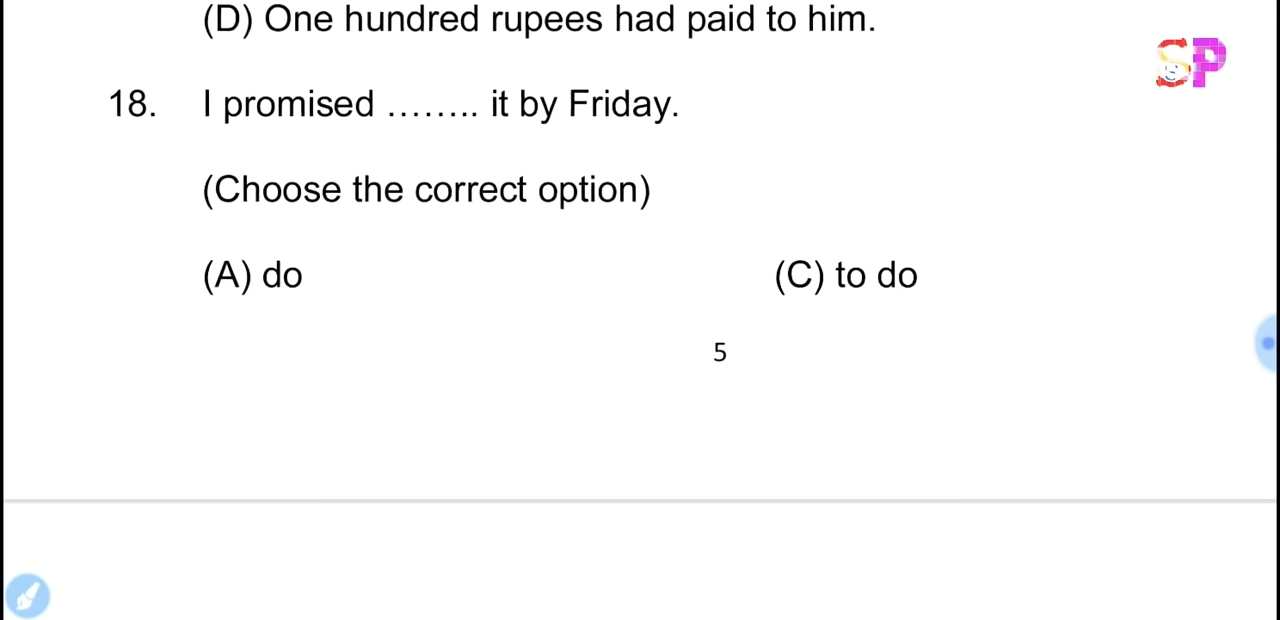 (D) One hundred rupees had paid to him.
SP
18. I promised ........ it by Friday.
(Choose the correct option)
(A) do (C) to do
5